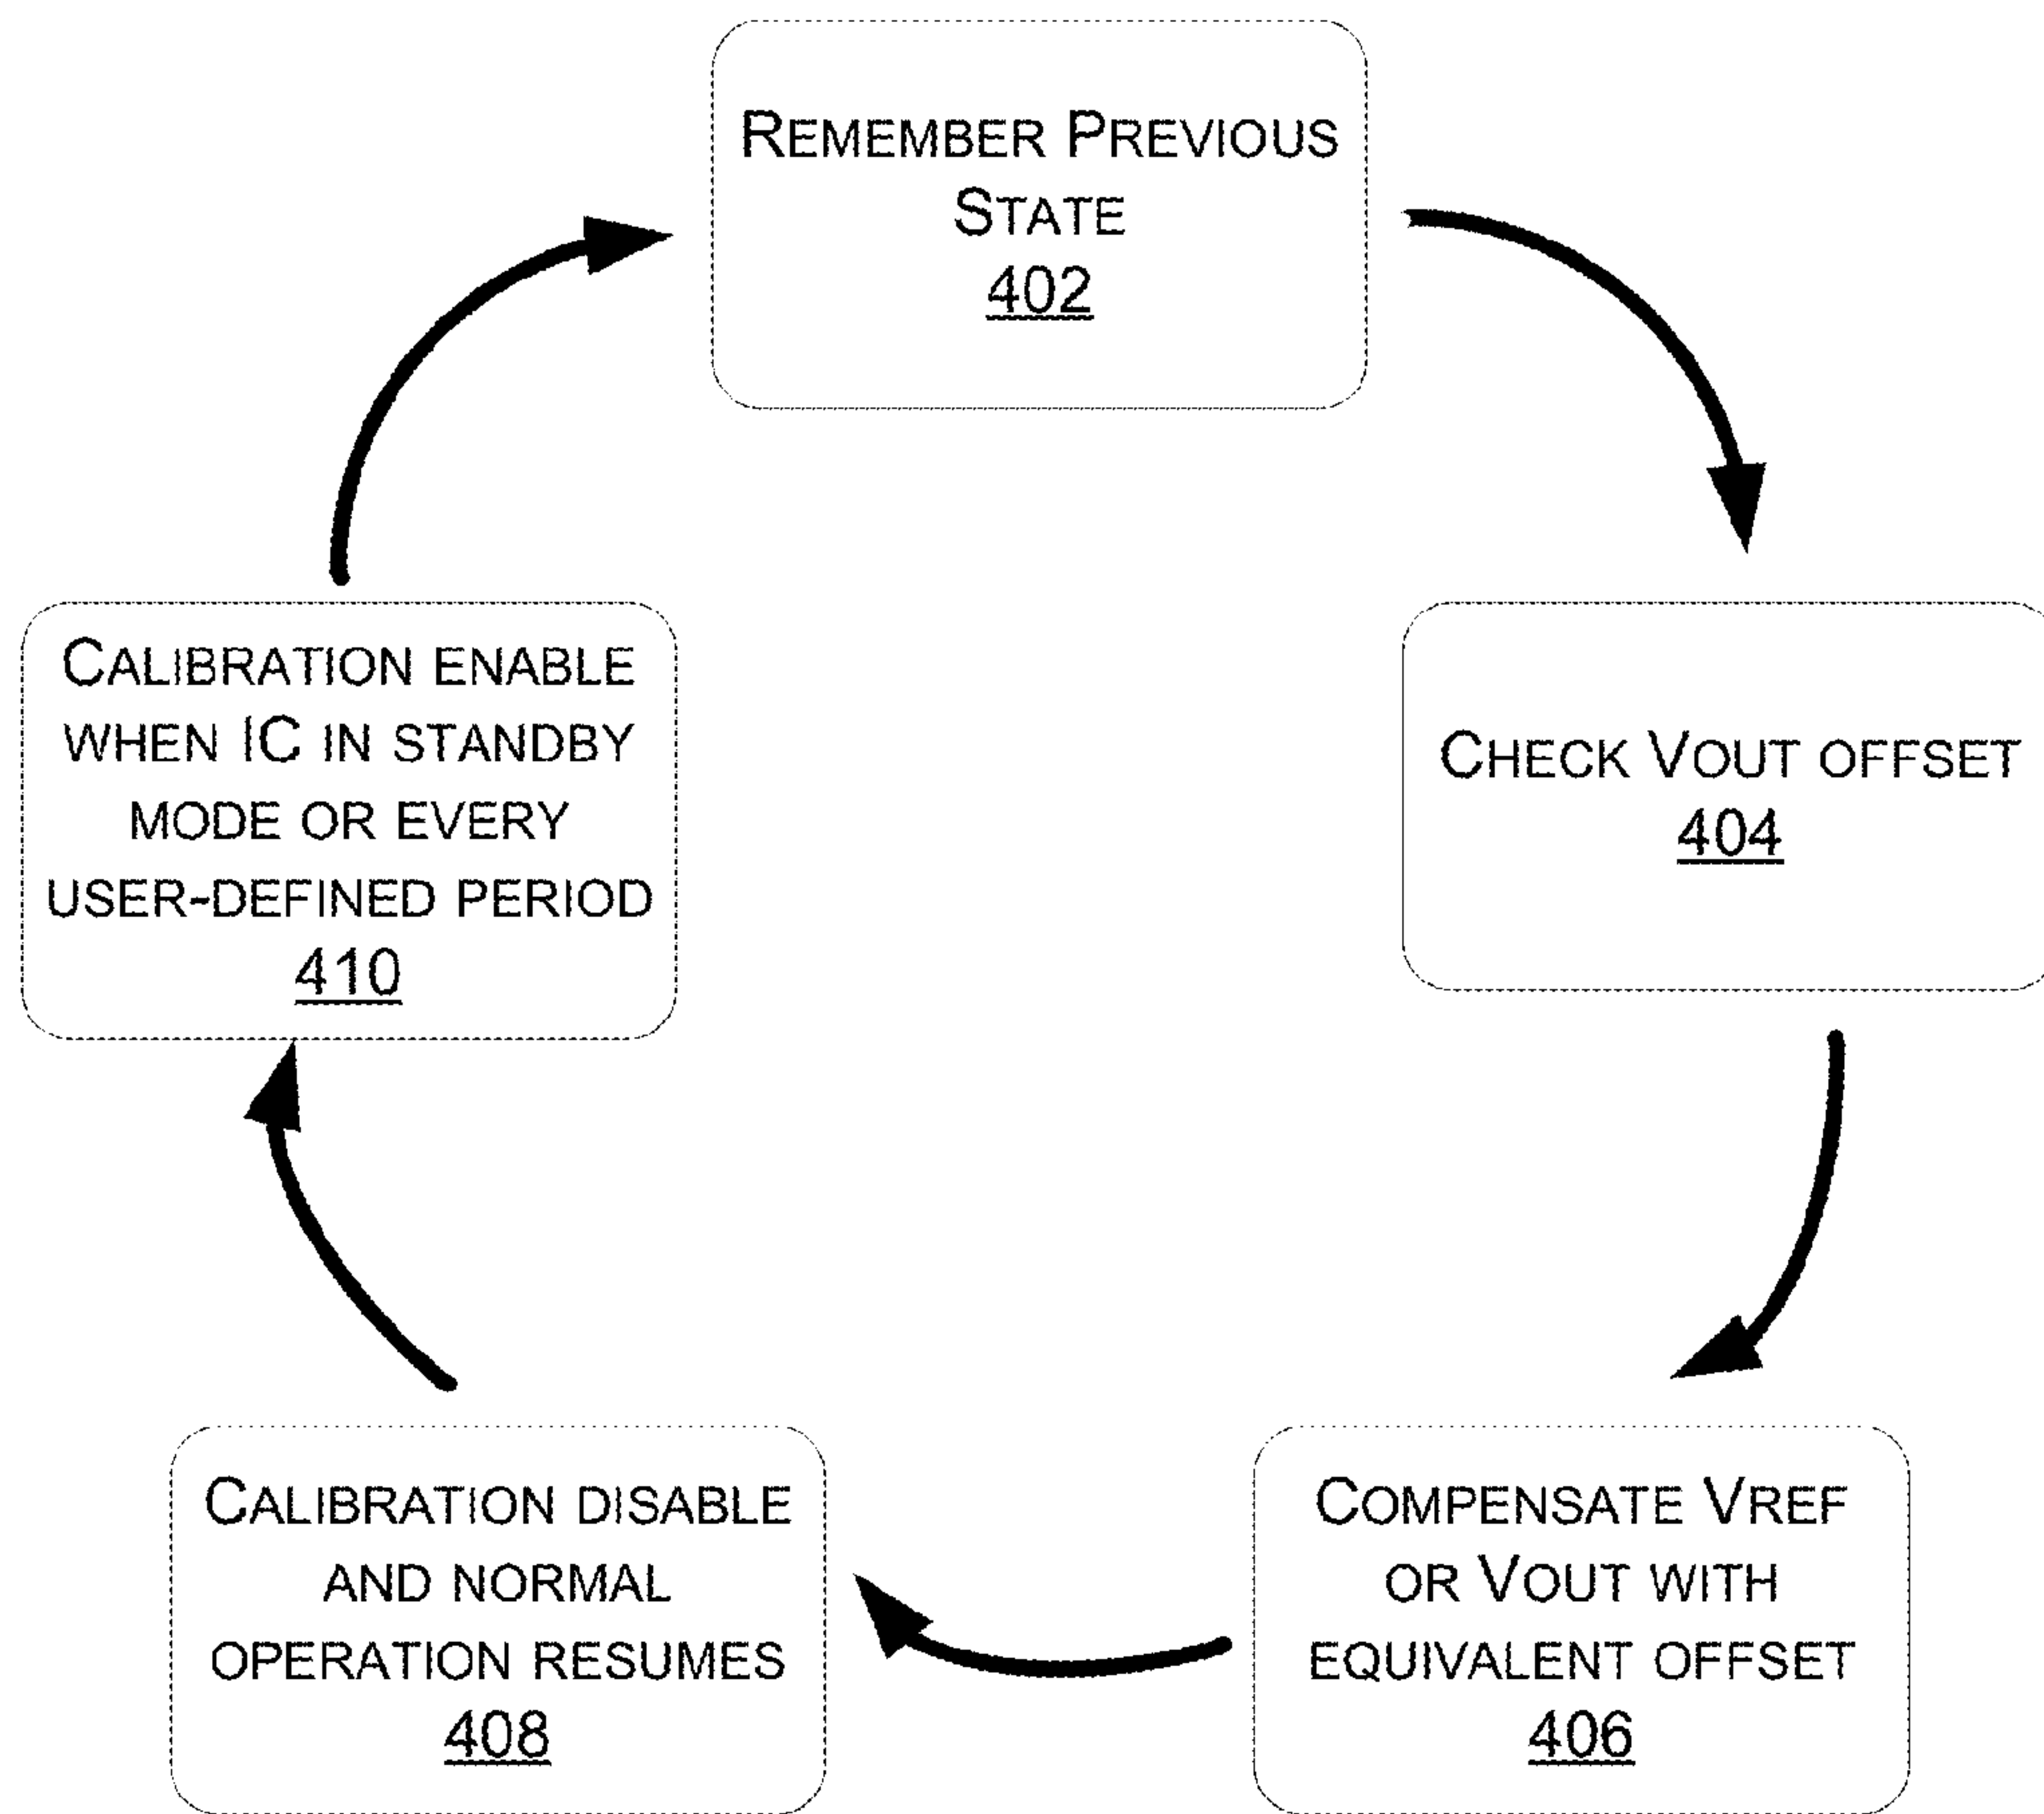 REMEMBER PREVIOUS
STATE
402
CHECK VOUT OFFSET
404
COMPENSATE VREF
OR VOUT WITH
EQUIVALENT OFFSET
406
CALIBRATION DISABLE
AND NORMAL
OPERATION RESUMES
408
CALIBRATION ENABLE
WHEN IC IN STANDBY
MODE OR EVERY
USER-DEFINED PERIOD
410